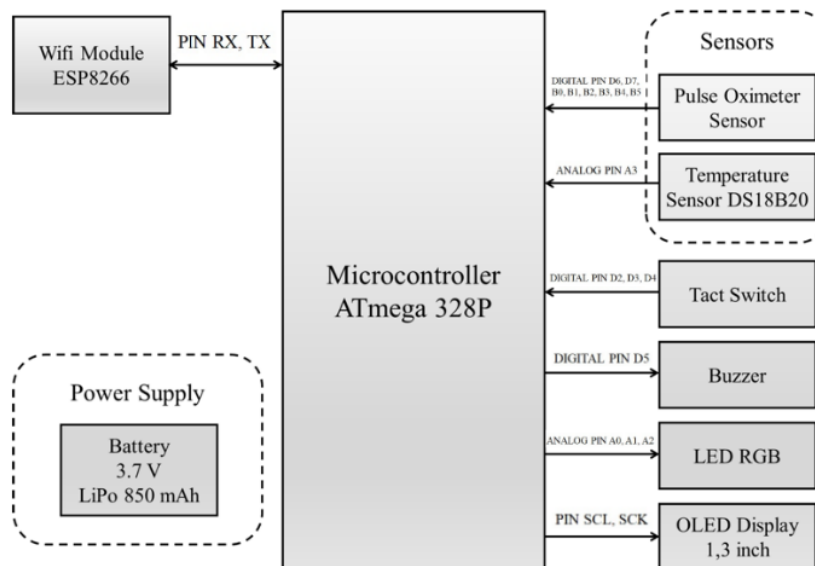 Wifi Module
ESP8266
PIN RX, TX
Microcontroller
ATmega 328P
Power Supply
Battery
3.7 V
LiPo 850 mAh
Sensors
DIGITAL PIN D6, D7,
B0, B1, B2, B3, B4, B5
Pulse Oximeter
Sensor
ANALOG PIN A3
Temperature
Sensor DS18B20
DIGITAL PIN D2, D3, D4
Tact Switch
DIGITAL PIN D5
Buzzer
ANALOG PIN A0, A1, A2
LED RGB
PIN SCL, SCK
OLED Display
1,3 inch